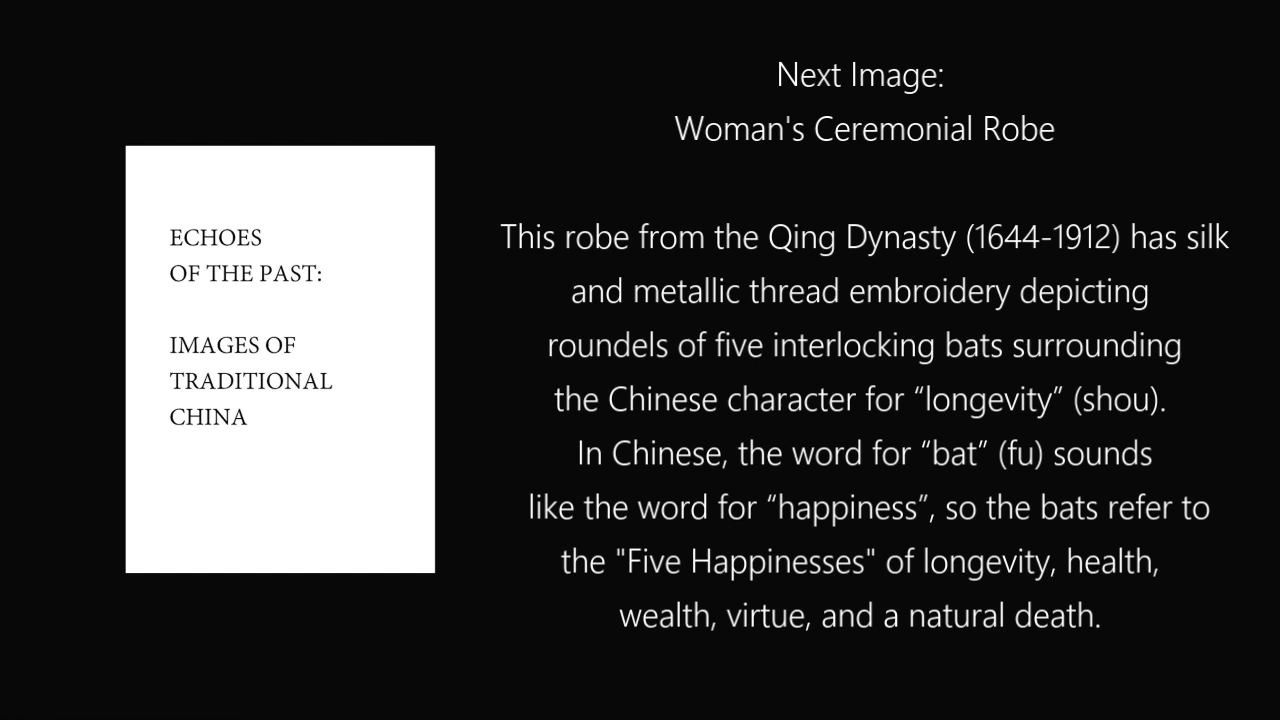 ECHOES
OF THE PAST:
IMAGES OF
TRADITIONAL
CHINA
Next Image:
Woman's Ceremonial Robe
This robe from the Qing Dynasty (1644-1912) has silk
and metallic thread embroidery depicting
roundels of five interlocking bats surrounding
the Chinese character for “longevity” (shou).
In Chinese, the word for “bat” (fu) sounds
like the word for “happiness”, so the bats refer to
the "Five Happinesses" of longevity, health,
wealth, virtue, and a natural death.